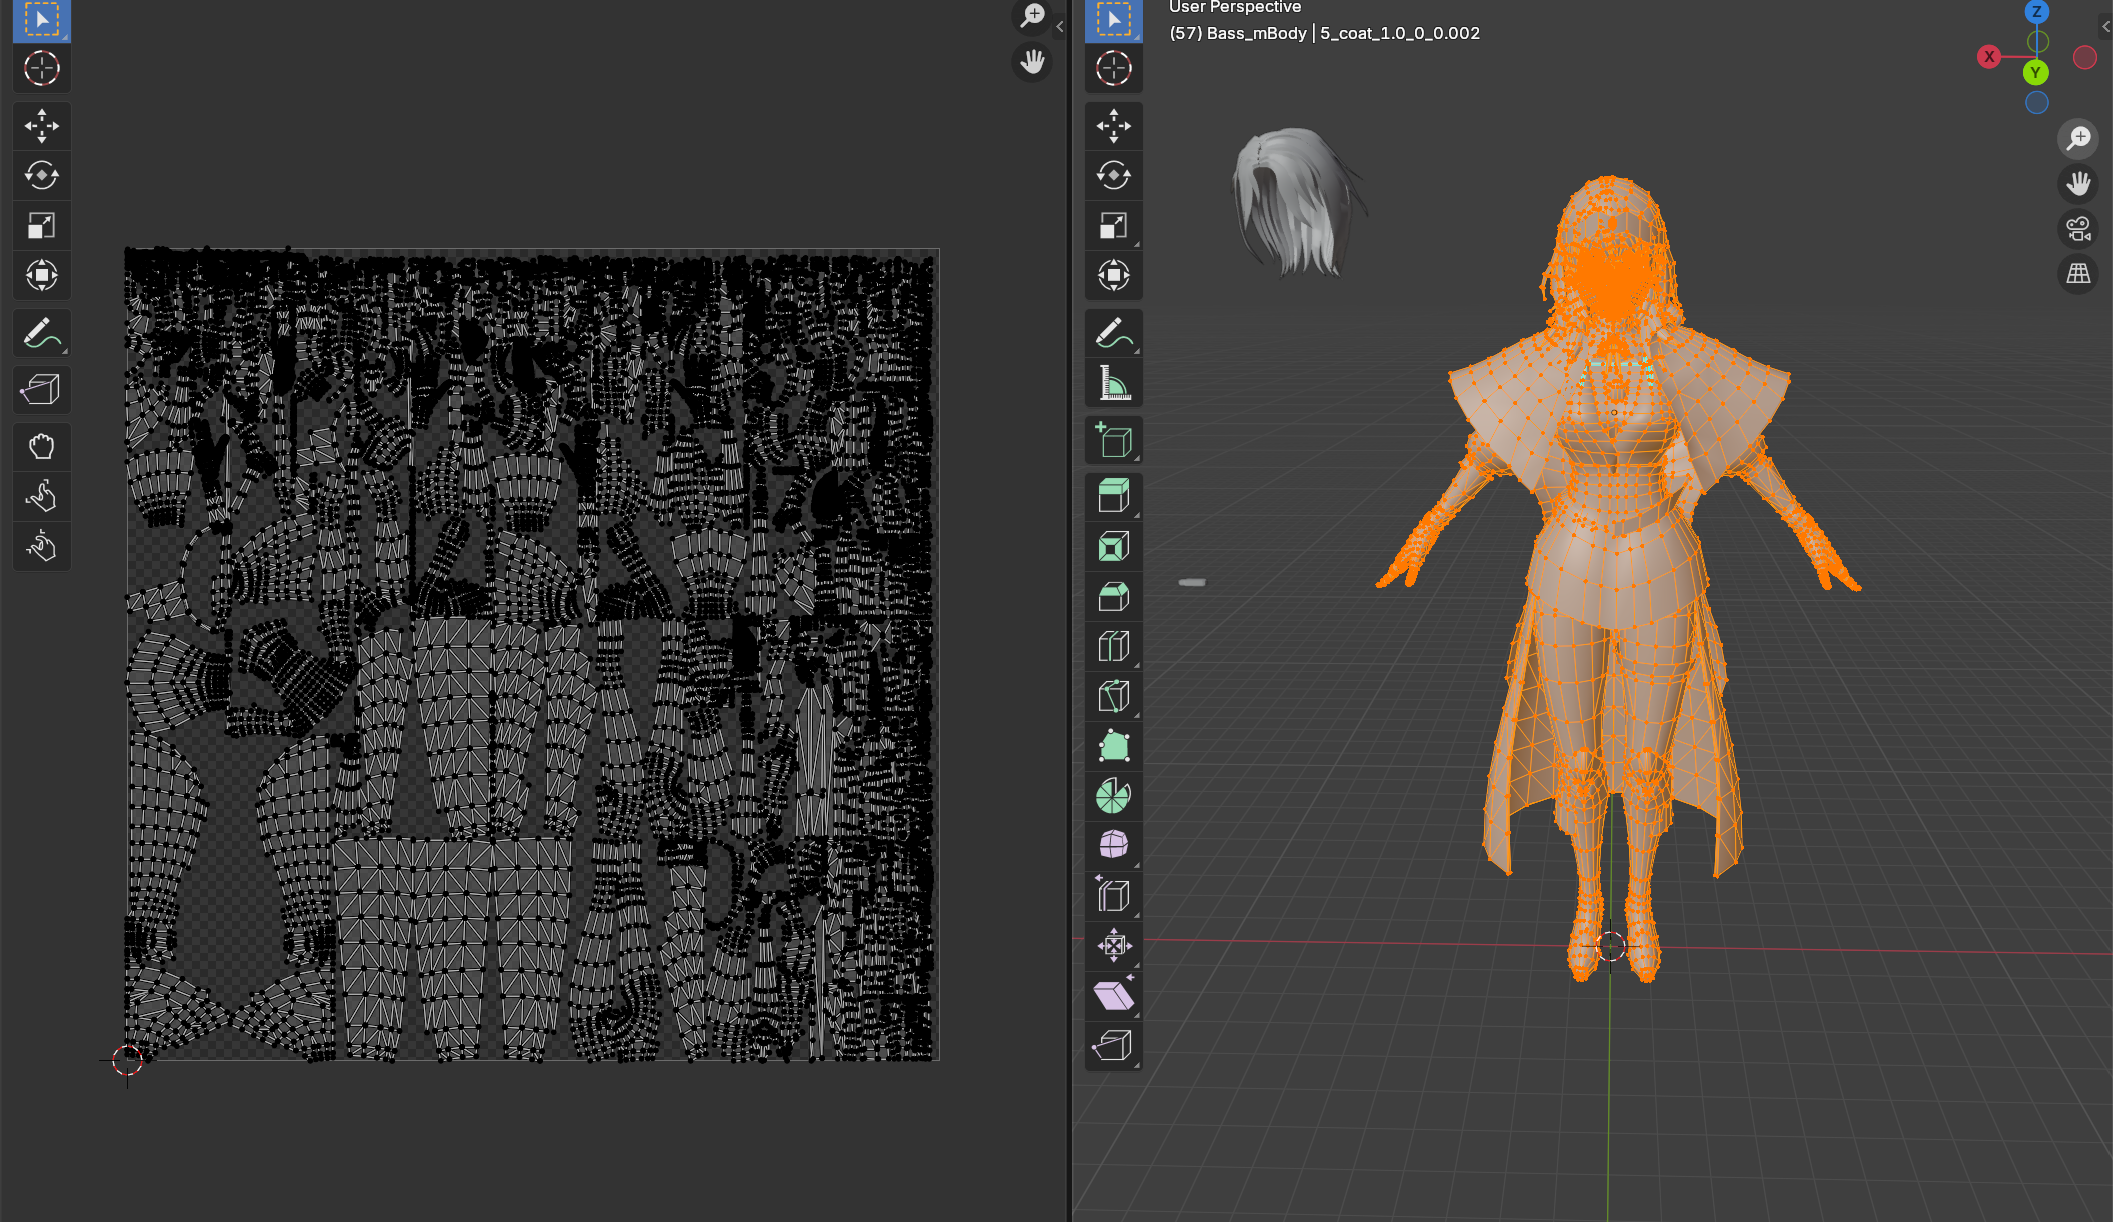 User Perspective
(57) Bass_mBody | 5_coat_1.0_0_0.002
Z
X
Y